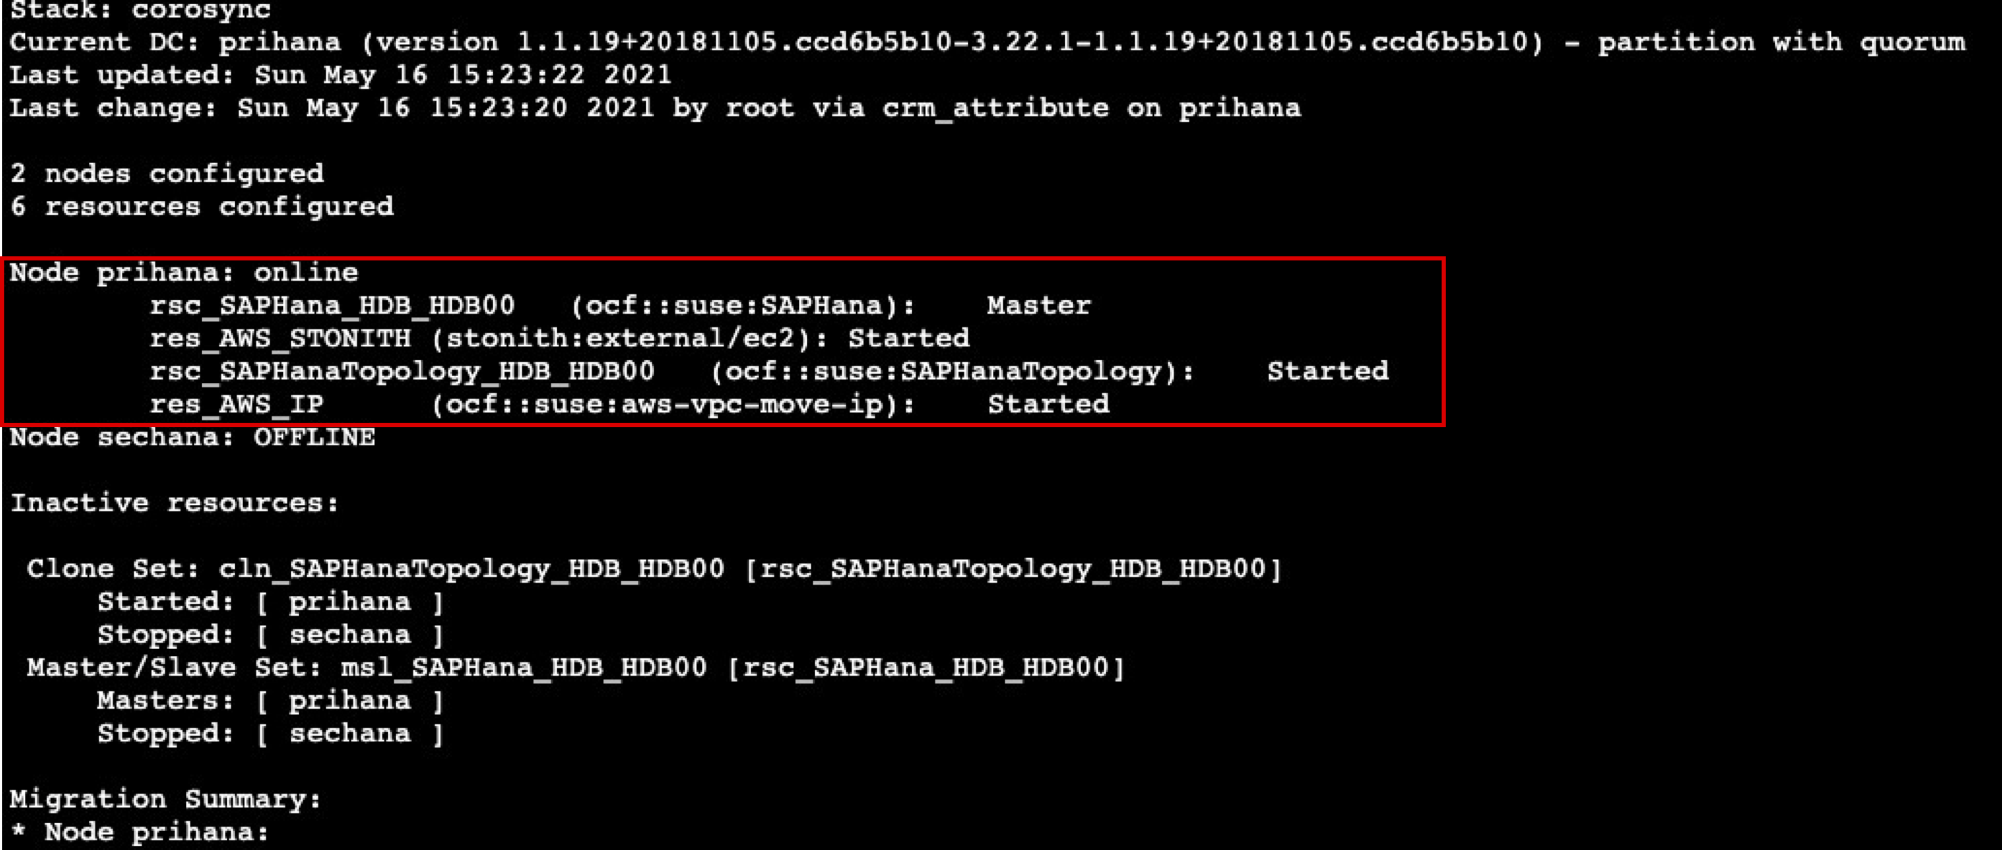 Stack: corosync
Current DC: prihana (version 1.1.19+20181105.ccd6b5b10-3.22.1-1.1.19+20181105.ccd6b5b10) - partition with quorum
Last updated: Sun May 16 15:23:22 2021
Last change: Sun May 16 15:23:20 2021 by root via crm_attribute on prihana
2 nodes configured
6 resources configured
Node prihana: online
rsc_SAPHana_HDB_HDB00 (ocf::suse:SAPHana): Master
res_AWS_STONITH (stonith:external/ec2): Started
rsc_SAPHanaTopology_HDB_HDB00 (ocf::suse:SAPHanaTopology): Started
res_AWS_IP (ocf::suse:aws-vpc-move-ip): Started
Node sechana: OFFLINE
Inactive resources:
Clone Set: cln_SAPHanaTopology_HDB_HDB00 [rsc_SAPHanaTopology_HDB_HDB00]
Started: [ prihana ]
Stopped: [ sechana ]
Master/Slave Set: msl_SAPHana_HDB_HDB00 [rsc_SAPHana_HDB_HDB00]
Masters: [ prihana ]
Stopped: [ sechana ]
Migration Summary:
* Node prihana: